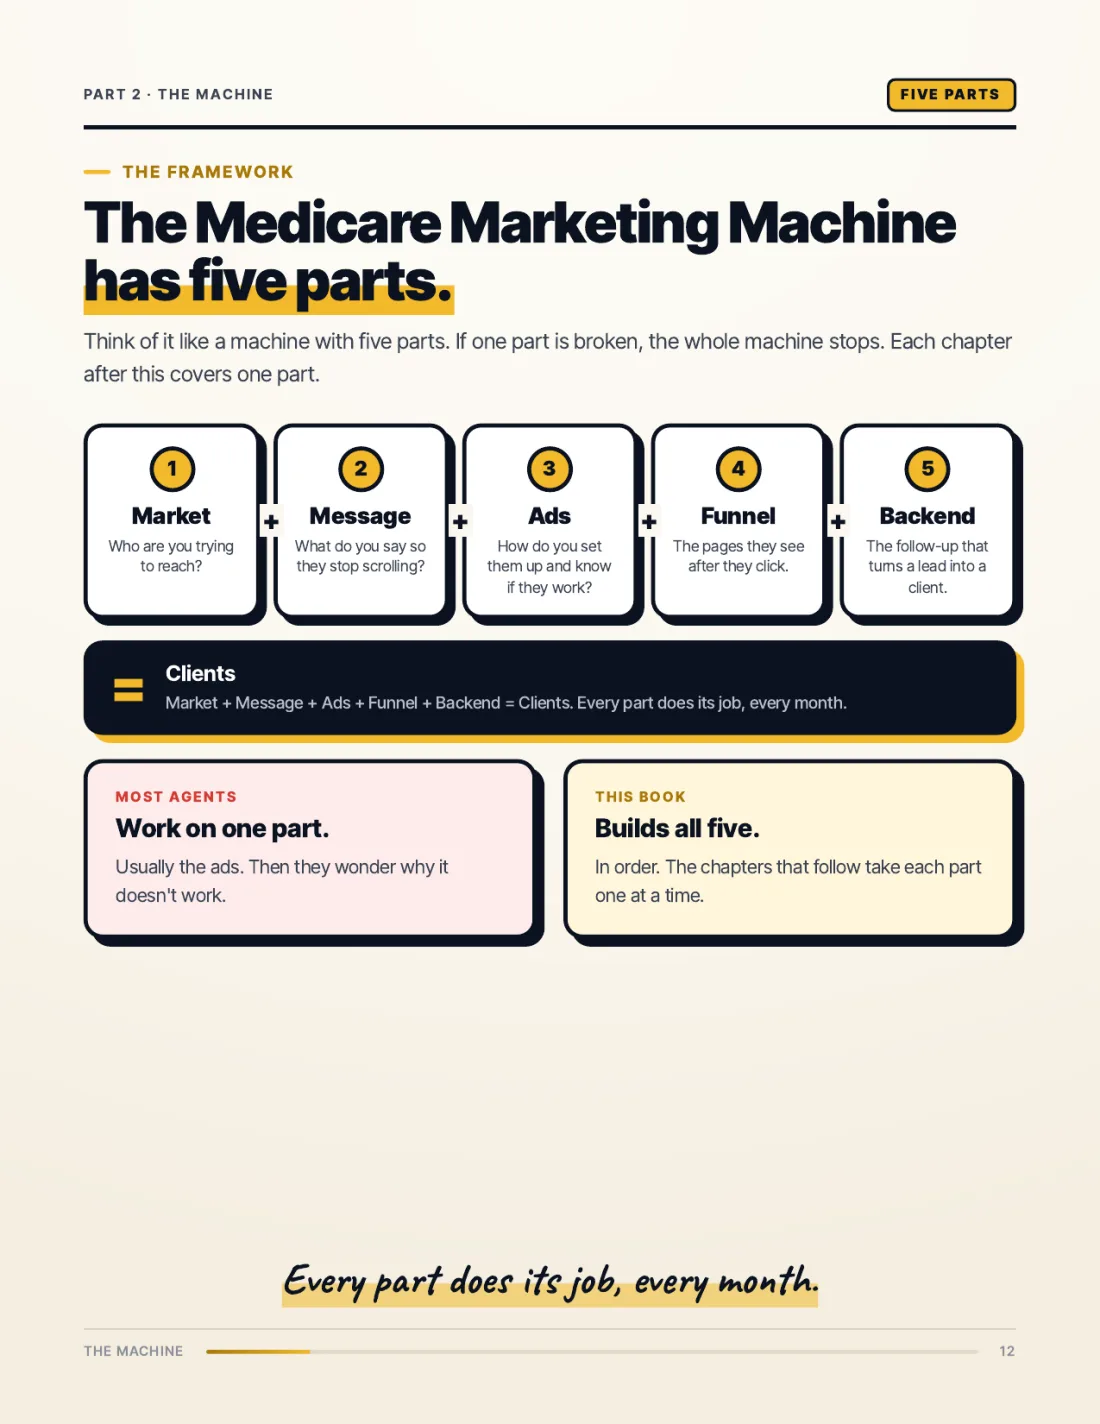 PART 2 · THE MACHINE
FIVE PARTS
THE FRAMEWORK
The Medicare Marketing Machine
has five parts.
Think of it like a machine with five parts. If one part is broken, the whole machine stops. Each chapter
after this covers one part.
1
Market
Who are you trying
to reach?
+
2
Message
What do you say so
they stop scrolling?
+
3
Ads
How do you set
them up and know
if they work?
+
4
Funnel
The pages they see
after they click.
+
5
Backend
The follow-up that
turns a lead into a
client.
=
Clients
Market + Message + Ads + Funnel + Backend = Clients. Every part does its job, every month.
MOST AGENTS
Work on one part.
Usually the ads. Then they wonder why it
doesn't work.
THIS BOOK
Builds all five.
In order. The chapters that follow take each part
one at a time.
Every part does its job, every month.
THE MACHINE
12